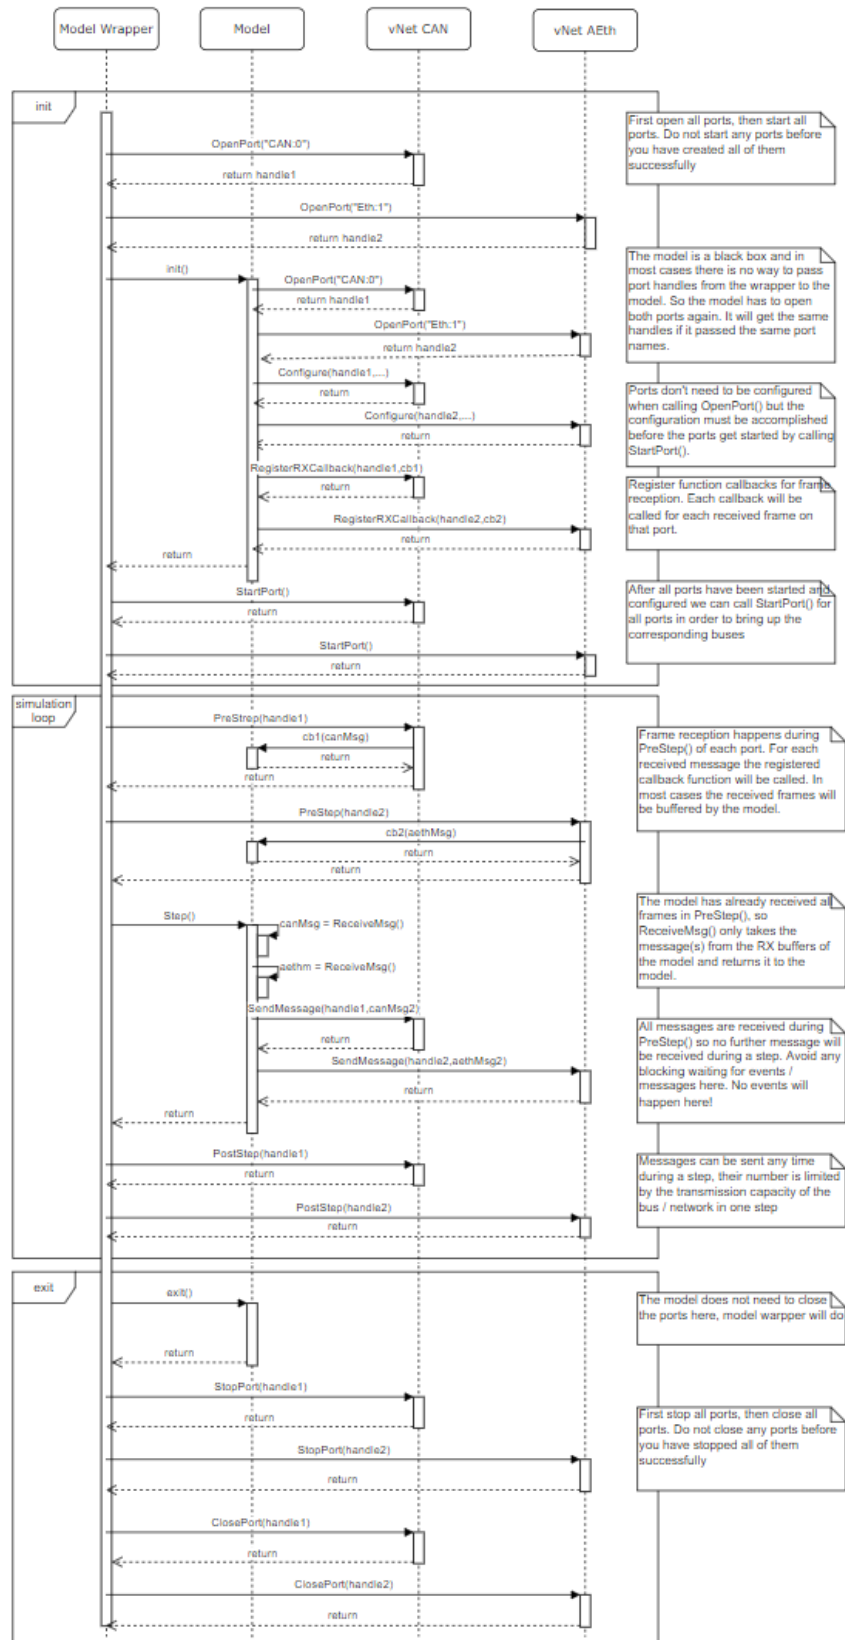 Model Wrapper
Model
vNet CAN
vNet AEth
init
First open all ports, then start all
ports. Do not start any ports before
you have created all of them
successfully
OpenPort("CAN:0")
return handle1
OpenPort("Eth:1")
return handle2
The model is a black box and in
most cases there is no way to pass
port handles from the wrapper to the
model. So the model has to open
both ports again. It will get the same
handles if it passed the same port
names.
init()
OpenPort("CAN:0")
return handle1
OpenPort("Eth:1")
return handle2
Configure(handle1,...)
return
Ports don't need to be configured
when calling OpenPort() but the
configuration must be accomplished
before the ports get started by calling
StartPort().
Configure(handle2,...)
return
RegisterRXCallback(handle1,cb1)
return
Register function callbacks for frame
reception. Each callback will be
called for each received frame on
that port.
RegisterRXCallback(handle2,cb2)
return
return
StartPort()
return
After all ports have been started and
configured we can call StartPort() for
all ports in order to bring up the
corresponding buses
StartPort()
return
simulation
loop
PreStrep(handle1)
cb1(canMsg)
return
return
Frame reception happens during
PreStep() of each port. For each
received message the registered
callback function will be called. In
most cases the received frames will
be buffered by the model.
PreStep(handle2)
cb2(aethMsg)
return
return
Step()
canMsg = ReceiveMsg()
aethm = ReceiveMsg()
The model has already received all
frames in PreStep(), so
ReceiveMsg() only takes the
message(s) from the RX buffers of
the model and returns it to the
model.
SendMessage(handle1,canMsg2)
return
SendMessage(handle2,aethMsg2)
return
return
All messages are received during
PreStep() so no further message will
be received during a step. Avoid any
blocking waiting for events /
messages here. No events will
happen here!
PostStep(handle1)
return
PostStep(handle2)
return
Messages can be sent any time
during a step, their number is limited
by the transmission capacity of the
bus / network in one step
exit
exit()
return
The model does not need to close
the ports here, model warpper will do
StopPort(handle1)
return
StopPort(handle2)
return
First stop all ports, then close all
ports. Do not close any ports before
you have stopped all of them
successfully
ClosePort(handle1)
return
ClosePort(handle2)
return